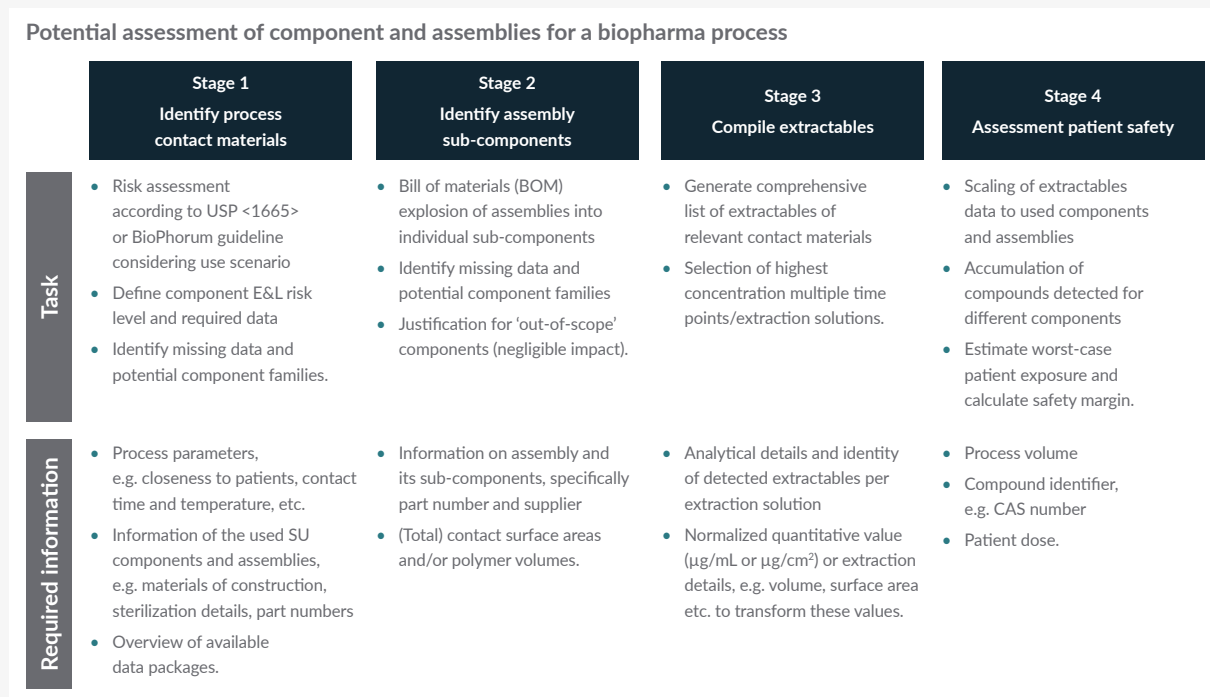 Potential assessment of component and assemblies for a biopharma process
Stage 1
Identify process
contact materials
Stage 2
Identify assembly
sub-components
Stage 3
Compile extractables
Stage 4
Assessment patient safety
Task
• Risk assessment
according to USP <1665>
or BioPhorum guideline
considering use scenario
• Define component E&L risk
level and required data
• Identify missing data and
potential component families.
• Bill of materials (BOM)
explosion of assemblies into
individual sub-components
• Identify missing data and
potential component families
• Justification for ‘out-of-scope’
components (negligible impact).
• Generate comprehensive
list of extractables of
relevant contact materials
• Selection of highest
concentration multiple time
points/extraction solutions.
• Scaling of extractables
data to used components
and assemblies
• Accumulation of
compounds detected for
different components
• Estimate worst-case
patient exposure and
calculate safety margin.
Required information
• Process parameters,
e.g. closeness to patients, contact
time and temperature, etc.
• Information of the used SU
components and assemblies,
e.g. materials of construction,
sterilization details, part numbers
• Overview of available
data packages.
• Information on assembly and
its sub-components, specifically
part number and supplier
• (Total) contact surface areas
and/or polymer volumes.
• Analytical details and identity
of detected extractables per
extraction solution
• Normalized quantitative value
(µg/mL or µg/cm²) or extraction
details, e.g. volume, surface area
etc. to transform these values.
• Process volume
• Compound identifier,
e.g. CAS number
• Patient dose.